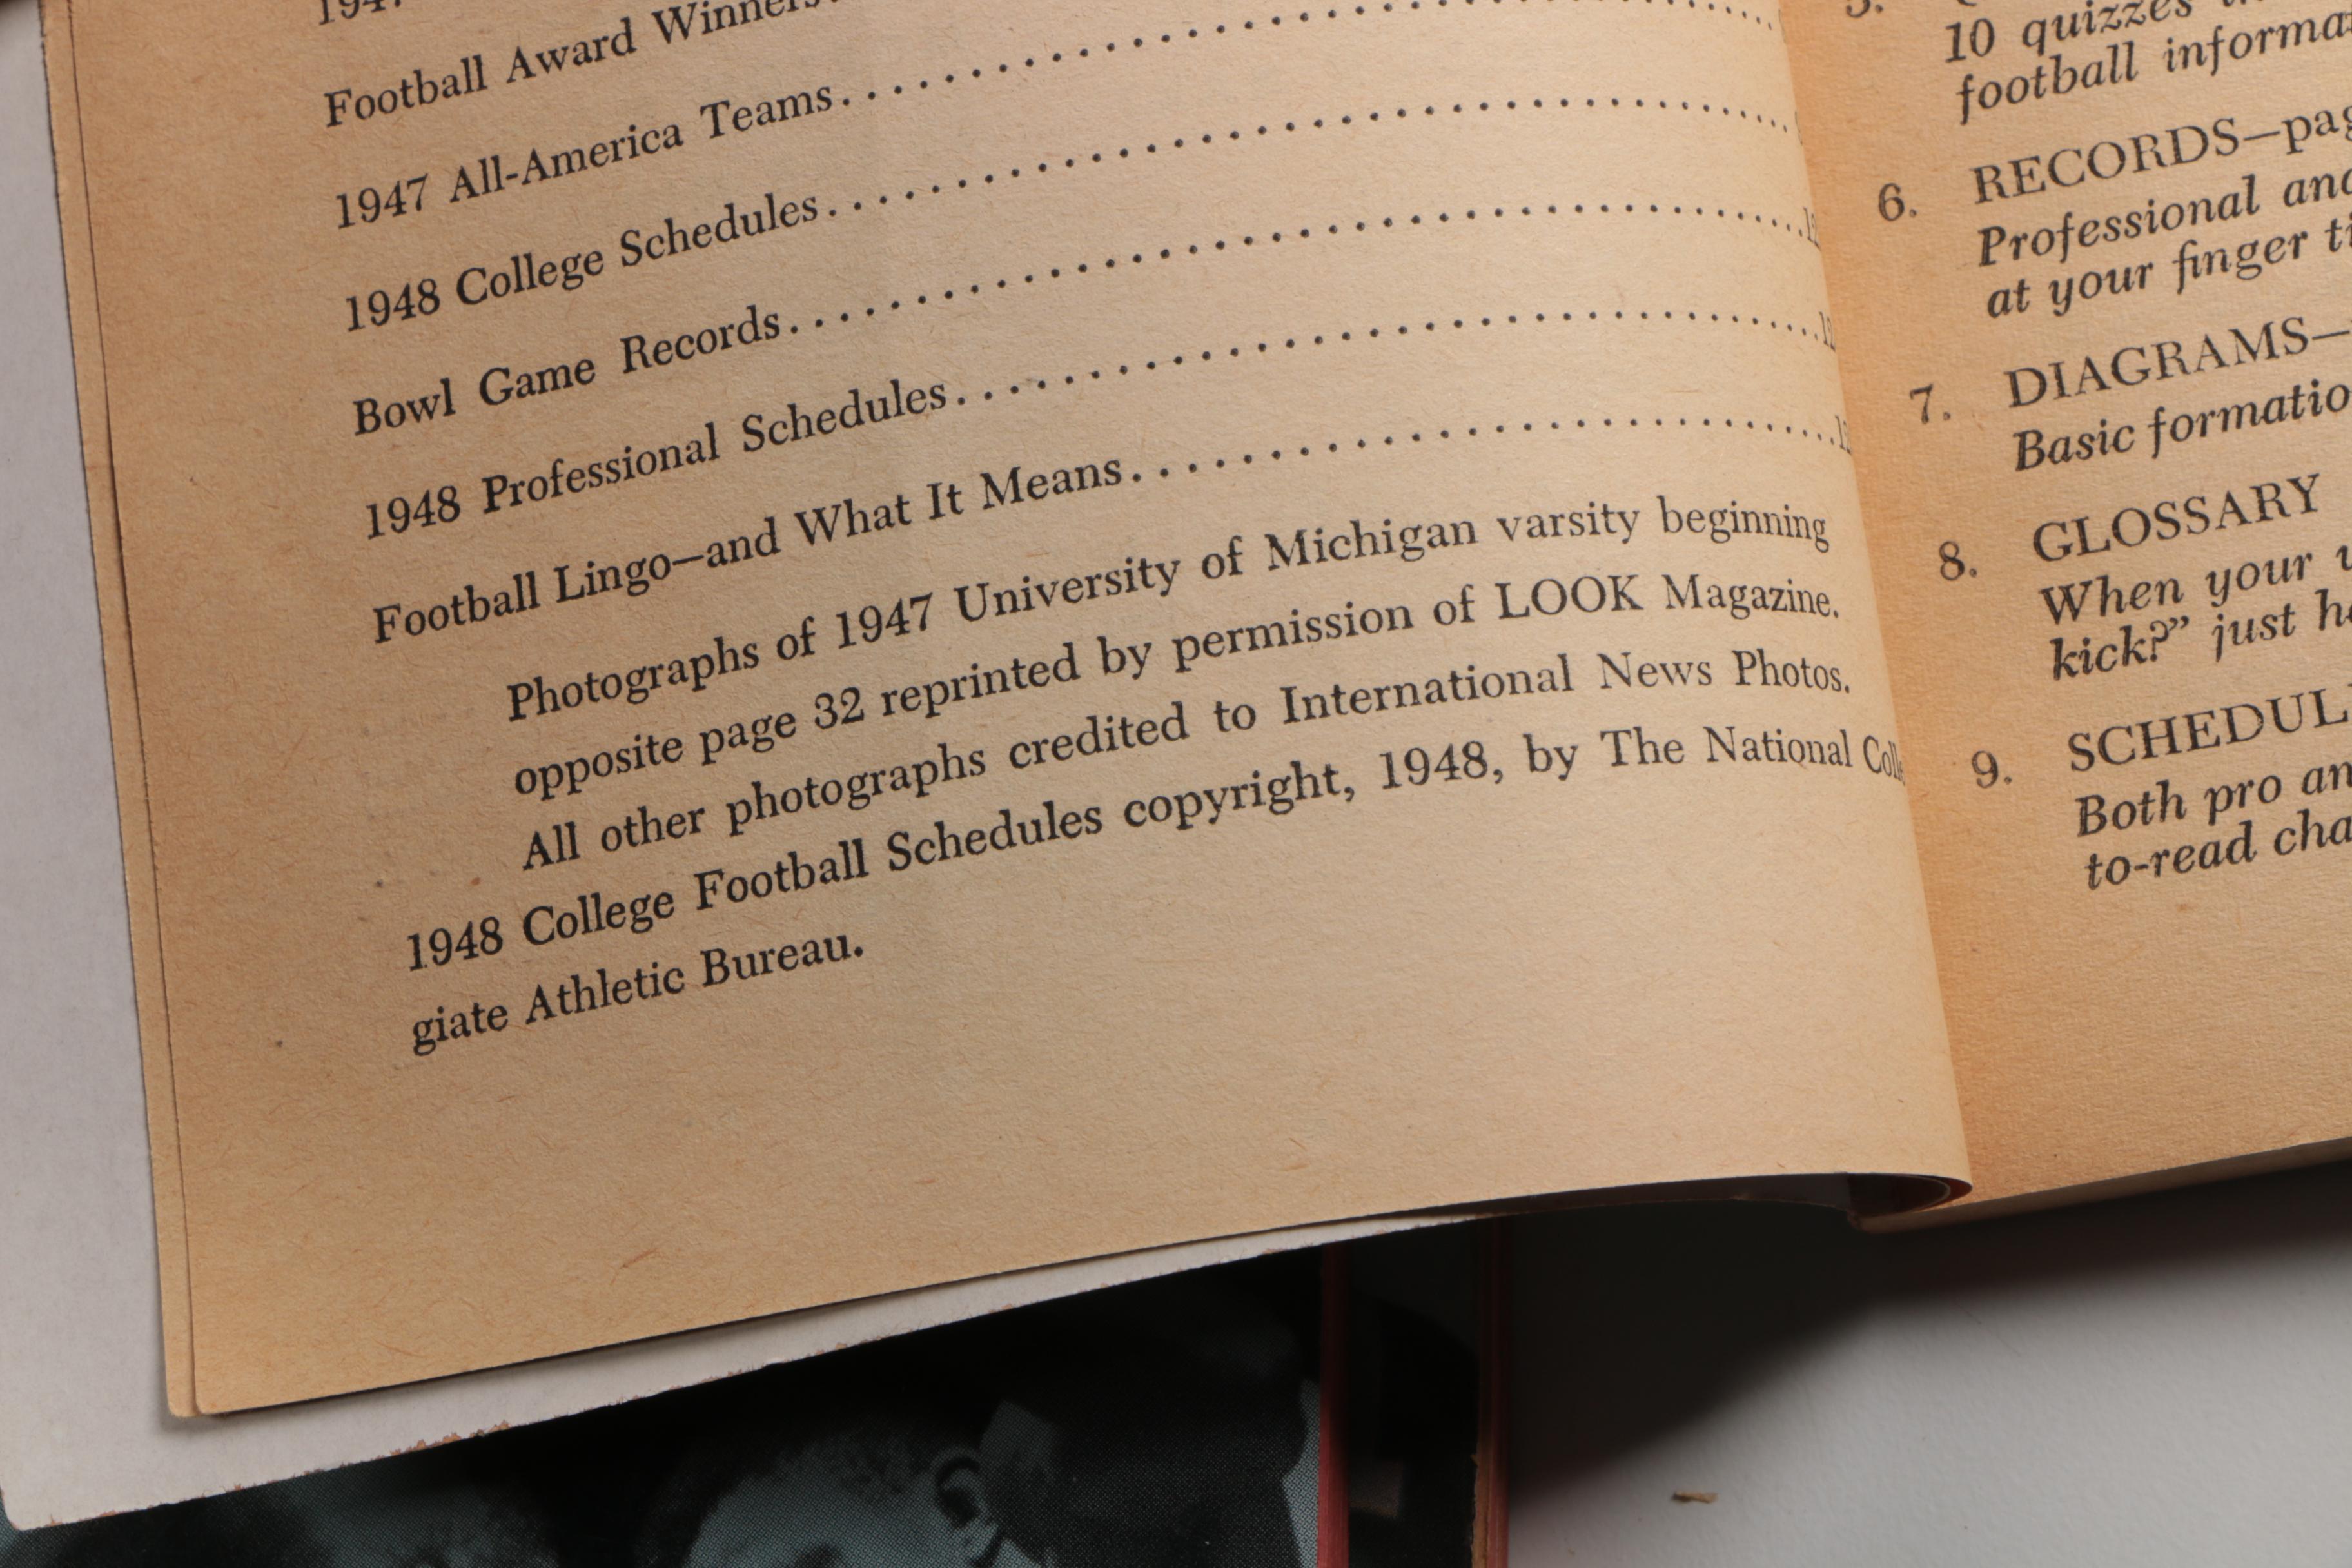 Football Award Winners
1947 All-America Teams
1948 College Schedules
Bowl Game Records
1948 Professional Schedules
Football Lingo—and What It Means
Photographs of 1947 University of Michigan varsity beginning
opposite page 32 reprinted by permission of LOOK Magazine.
All other photographs credited to International News Photos.
1948 College Football Schedules copyright, 1948, by The National Colle
giate Athletic Bureau.
10 quizzes
football informa
6. RECORDS—pag
Professional and
at your finger ti
7. DIAGRAMS—
Basic formatio
8. GLOSSARY
When your
kick?” just he
9. SCHEDUL
Both pro an
to-read cha